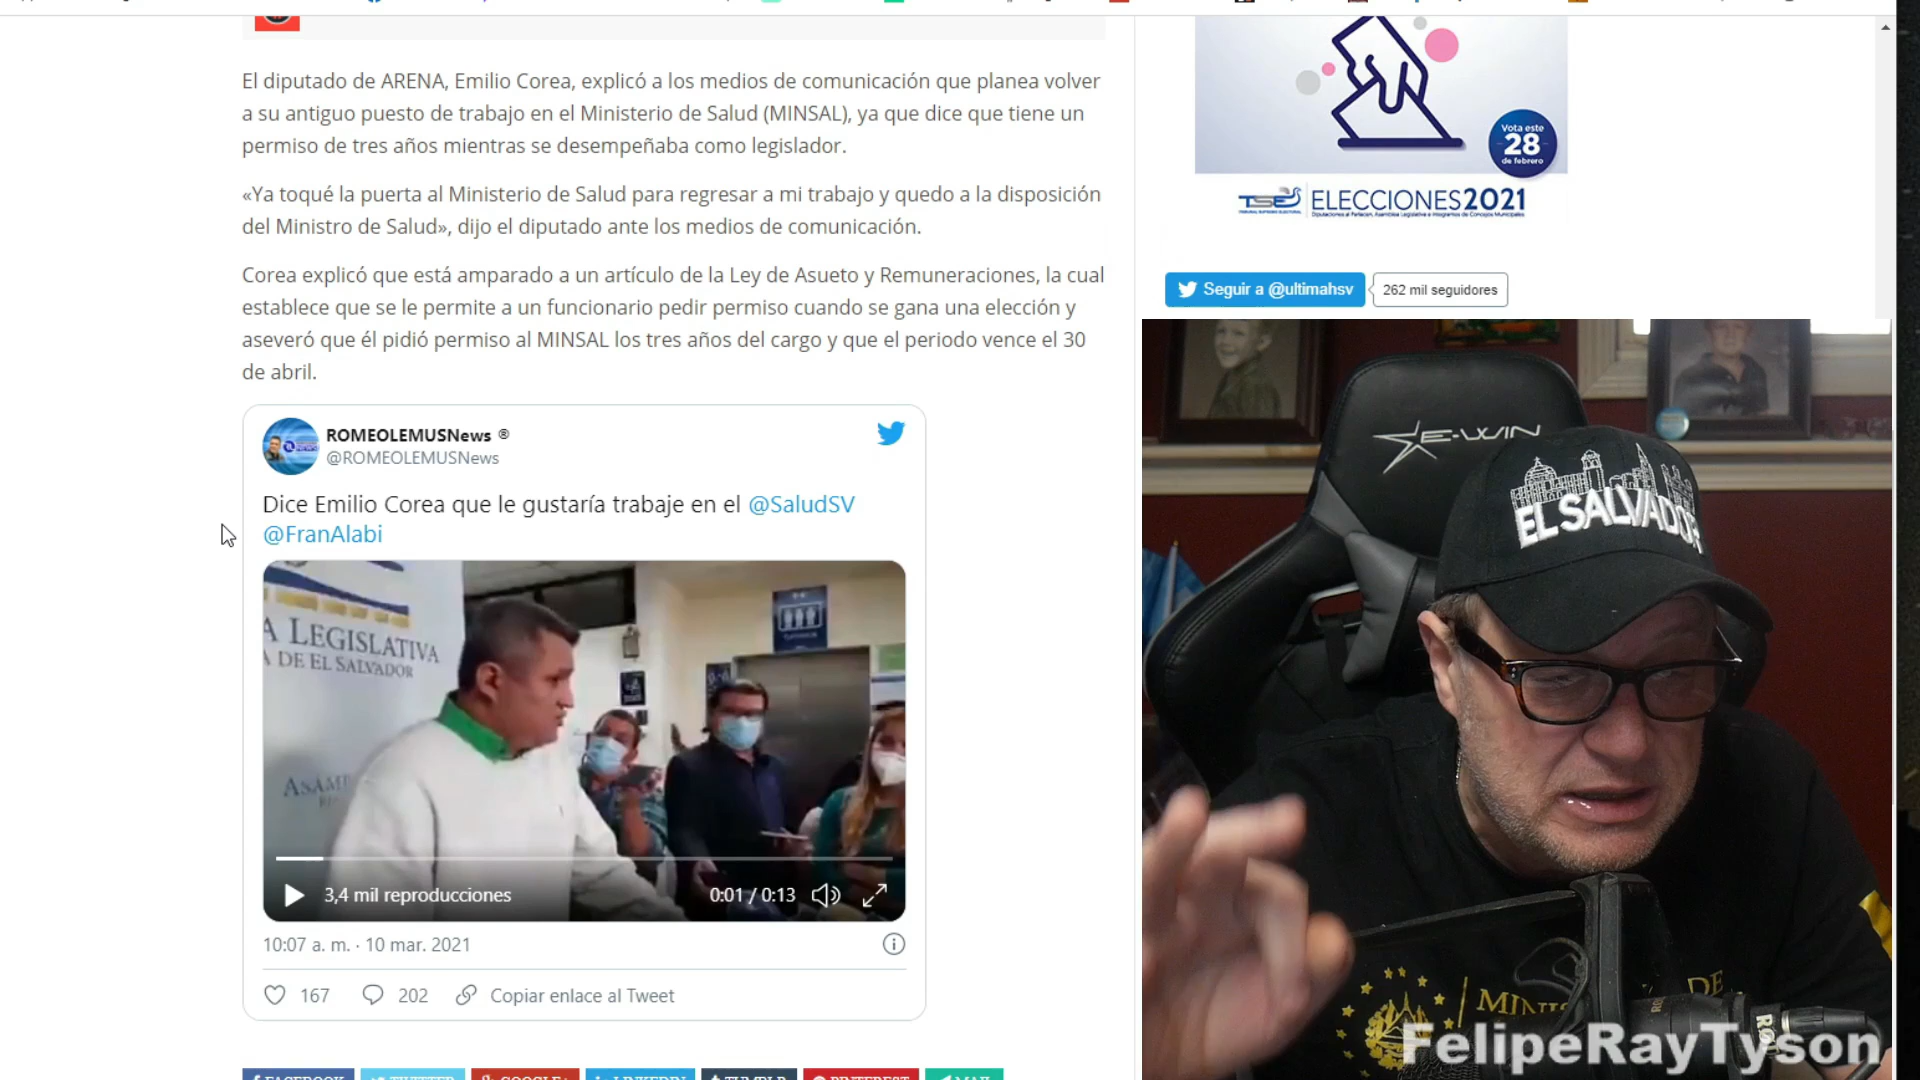 El diputado de ARENA, Emilio Corea, explicó a los medios de comunicación que planea volver
a su antiguo puesto de trabajo en el Ministerio de Salud (MINSAL), ya que dice que tiene un
permiso de tres años mientras se desempeñaba como legislador.
«Ya toqué la puerta al Ministerio de Salud para regresar a mi trabajo y quedo a la disposición
del Ministro de Salud», dijo el diputado ante los medios de comunicación.
Corea explicó que está amparado a un artículo de la Ley de Asueto y Remuneraciones, la cual
establece que se le permite a un funcionario pedir permiso cuando se gana una elección y
aseveró que él pidió permiso al MINSAL los tres años del cargo y que el periodo vence el 30
de abril.
ROMEOLEMUSNews ®
@ROMEOLEMUSNews
Dice Emilio Corea que le gustaría trabaje en el @SaludSV
@FranAlabi
A LEGISLATIVA
A DE EL SALVADOR
3,4 mil reproducciones
0:01 / 0:13
10:07 a. m. · 10 mar. 2021
167
202
Copiar enlace al Tweet
FACEBOOK
TWITTER
GOOGLE+
LINKEDIN
TUMBLR
PINTEREST
MAIL
Vota este
28
de febrero
TSE
ELECCIONES2021
Seguir a @ultimahsv
262 mil seguidores
E-WIN
EL SALVADOR
DE
FelipeRayTyson